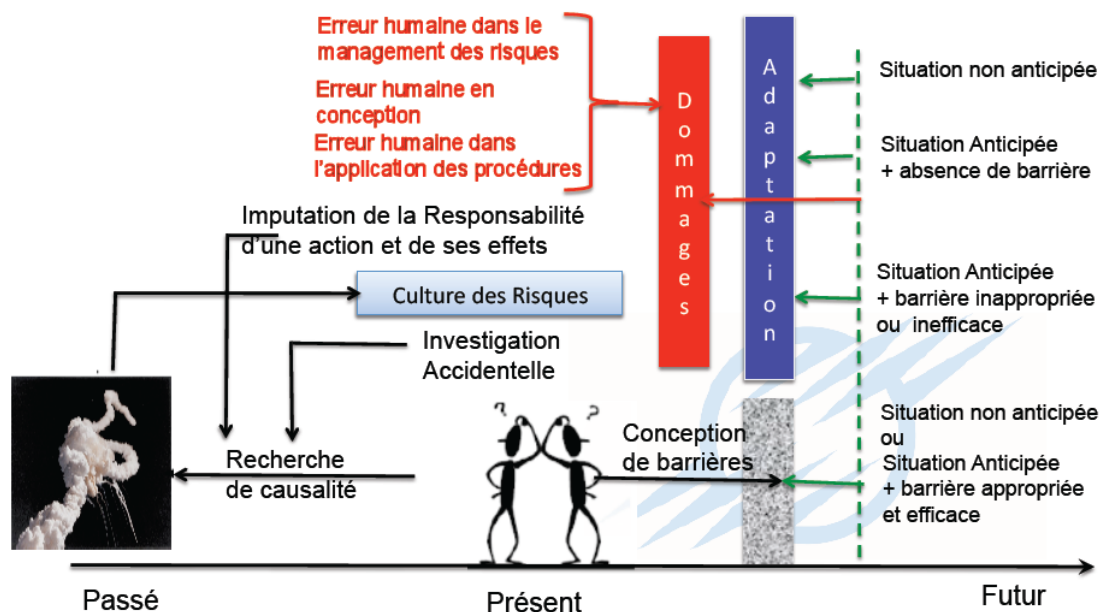 Erreur humaine dans le
management des risques
Erreur humaine en
conception
Erreur humaine dans
l'application des procédures
Dommages
Adaptation
Situation non anticipée
Situation Anticipée
+ absence de barrière
Imputation de la Responsabilité
d'une action et de ses effets
Culture des Risques
Situation Anticipée
+ barrière inappropriée
ou inefficace
Investigation
Accidentelle
?
?
Recherche
de causalité
Conception
de barrières
Situation non anticipée
ou
Situation Anticipée
+ barrière appropriée
et efficace
Passé
Présent
Futur